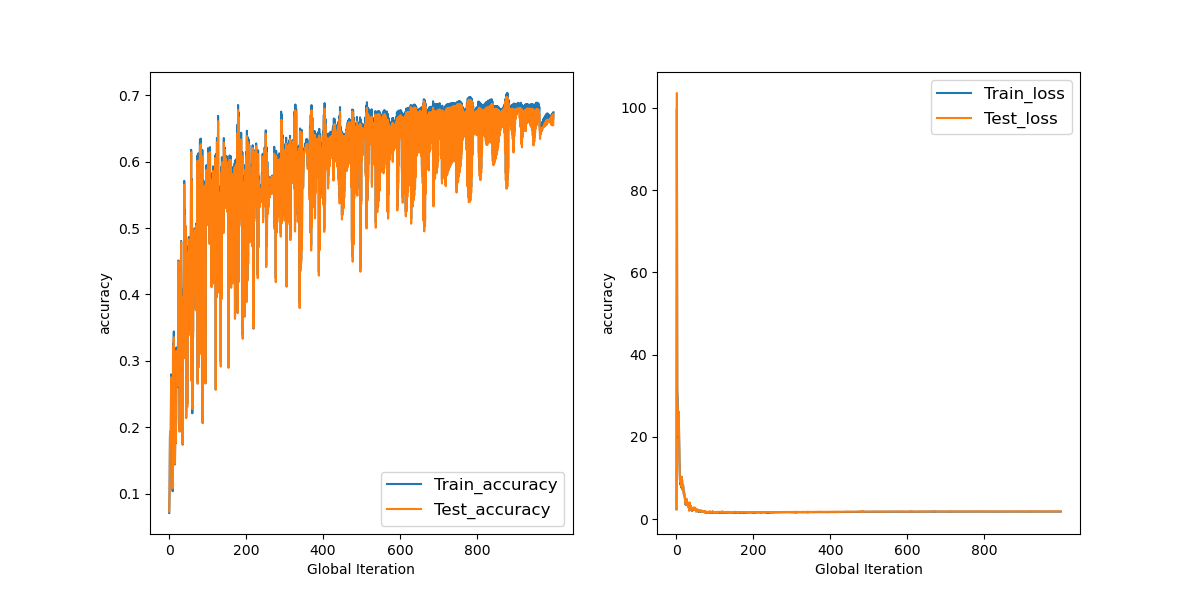 0.7
0.6
0.5
0.4
0.3
0.2
0.1
accuracy
Train_accuracy
Test_accuracy
0 200 400 600 800
Global Iteration
100
80
60
40
20
0
accuracy
Train_loss
Test_loss
0 200 400 600 800
Global Iteration